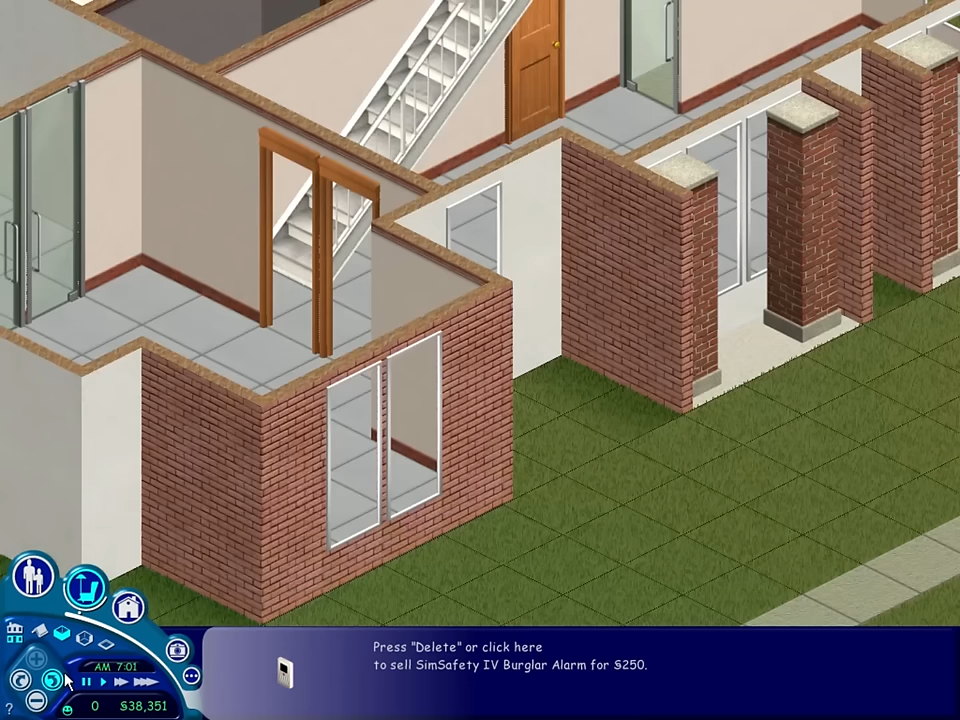 Press "Delete" or click here
to sell SimSafety IV Burglar Alarm for $250.
AM 7:01
0 $38,351
?